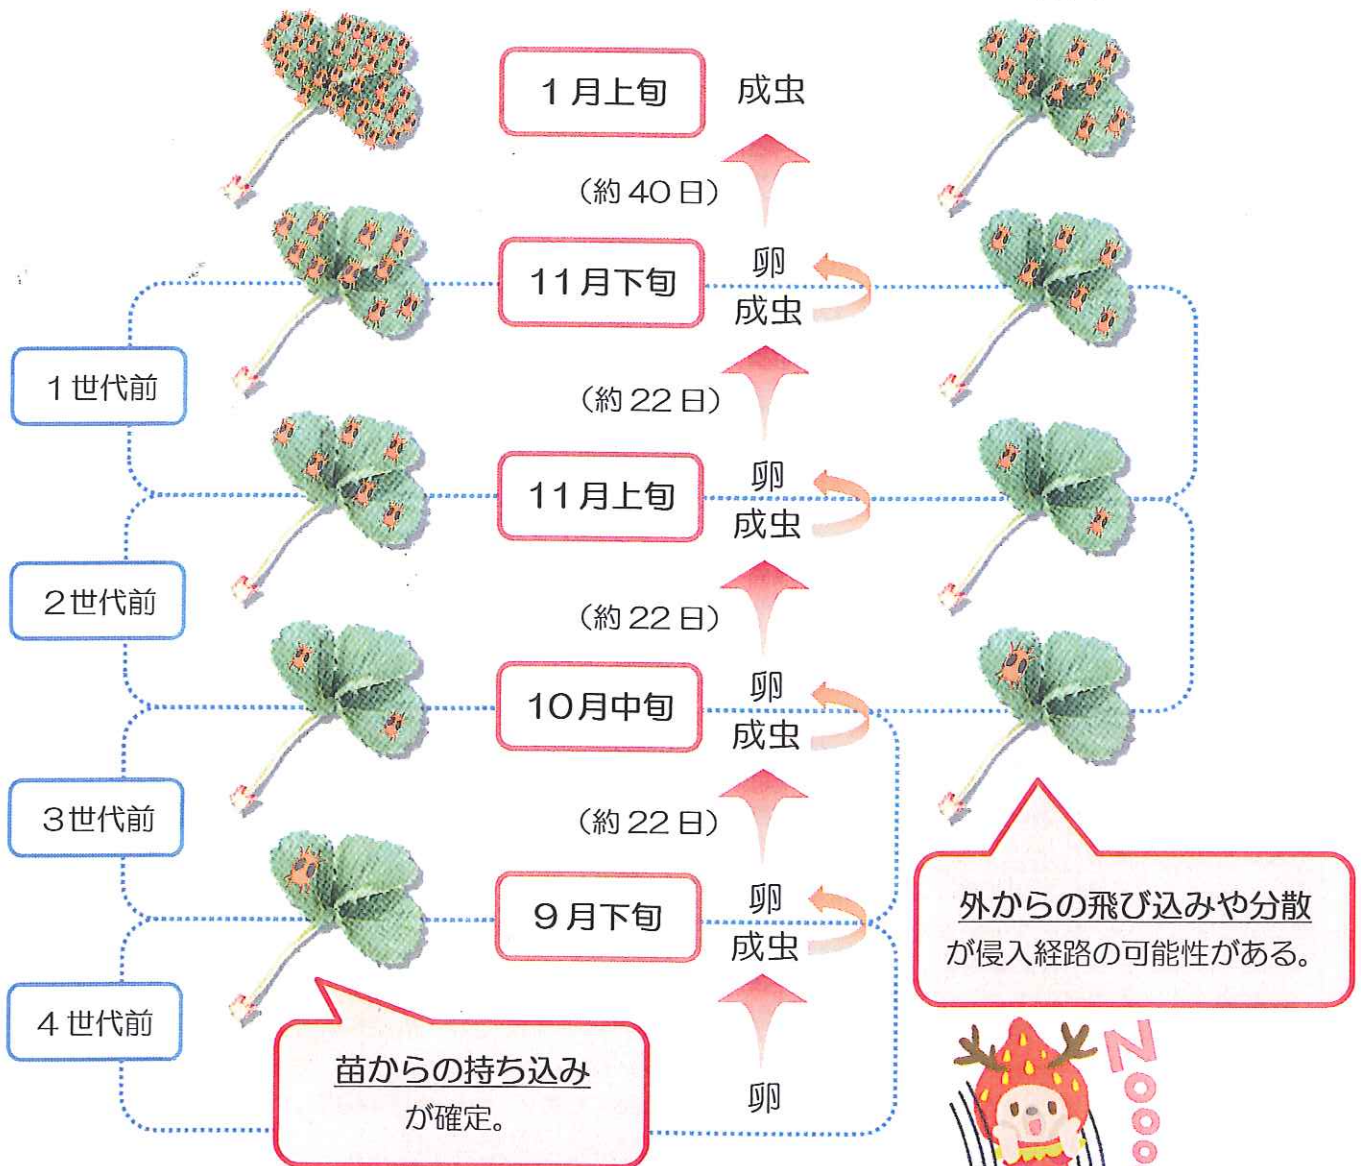 1月上旬
成虫
(約40日)
11月下旬
卵
成虫
1世代前
(約22日)
11月上旬
卵
成虫
2世代前
(約22日)
10月中旬
卵
成虫
3世代前
(約22日)
9月下旬
卵
成虫
外からの飛び込みや分散
が侵入経路の可能性がある。
4世代前
苗からの持ち込み
が確定。
卵
Nooo